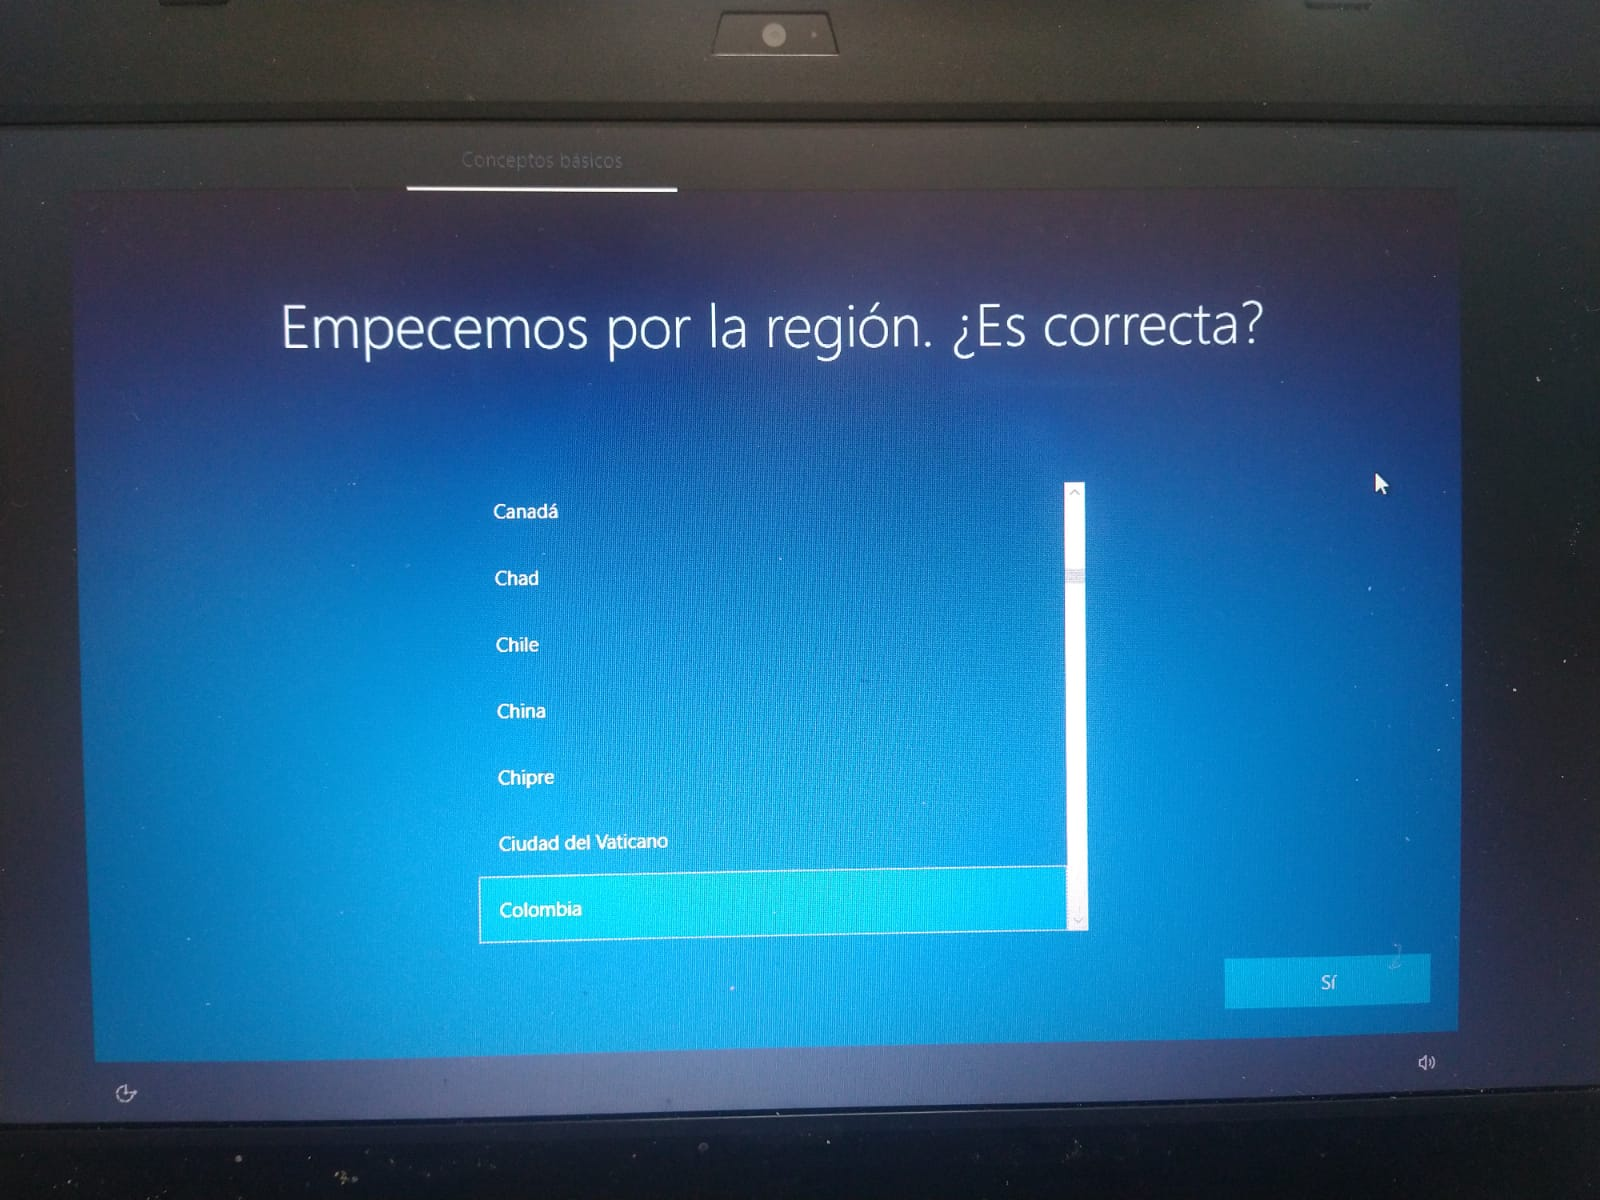 Conceptos básicos
Empecemos por la región. ¿Es correcta?
Canadá
Chad
Chile
China
Chipre
Ciudad del Vaticano
Colombia
Sí